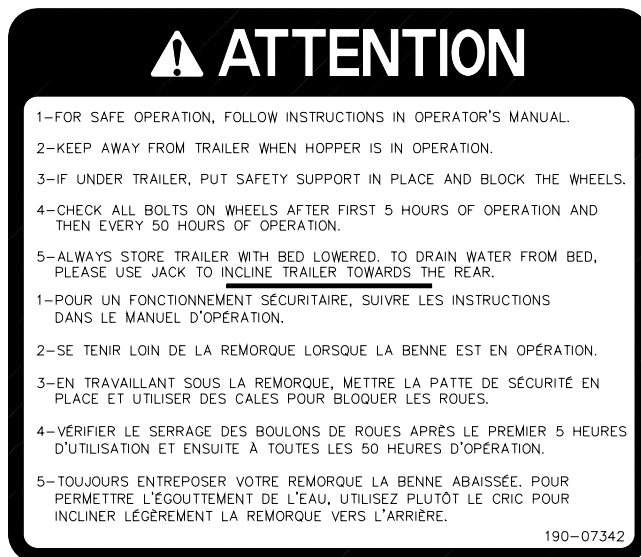 ATTENTION
1-FOR SAFE OPERATION, FOLLOW INSTRUCTIONS IN OPERATOR'S MANUAL.
2-KEEP AWAY FROM TRAILER WHEN HOPPER IS IN OPERATION.
3-IF UNDER TRAILER, PUT SAFETY SUPPORT IN PLACE AND BLOCK THE WHEELS.
4-CHECK ALL BOLTS ON WHEELS AFTER FIRST 5 HOURS OF OPERATION AND
THEN EVERY 50 HOURS OF OPERATION.
5-ALWAYS STORE TRAILER WITH BED LOWERED. TO DRAIN WATER FROM BED,
PLEASE USE JACK TO INCLINE TRAILER TOWARDS THE REAR.
1-POUR UN FONCTIONNEMENT SÉCURITAIRE, SUIVRE LES INSTRUCTIONS
DANS LE MANUEL D'OPÉRATION.
2-SE TENIR LOIN DE LA REMORQUE LORSQUE LA BENNE EST EN OPÉRATION.
3-EN TRAVAILLANT SOUS LA REMORQUE, METTRE LA PATTE DE SÉCURITÉ EN
PLACE ET UTILISER DES CALES POUR BLOQUER LES ROUES.
4-VÉRIFIER LE SERRAGE DES BOULONS DE ROUES APRÈS LE PREMIER 5 HEURES
D'UTILISATION ET ENSUITE À TOUTES LES 50 HEURES D'OPÉRATION.
5-TOUJOURS ENTREPOSER VOTRE REMORQUE LA BENNE ABAISSÉE. POUR
PERMETTRE L'ÉGOUTTEMENT DE L'EAU, UTILISEZ PLUTÔT LE CRIC POUR
INCLINER LÉGÈREMENT LA REMORQUE VERS L'ARRIÈRE.
190-07342